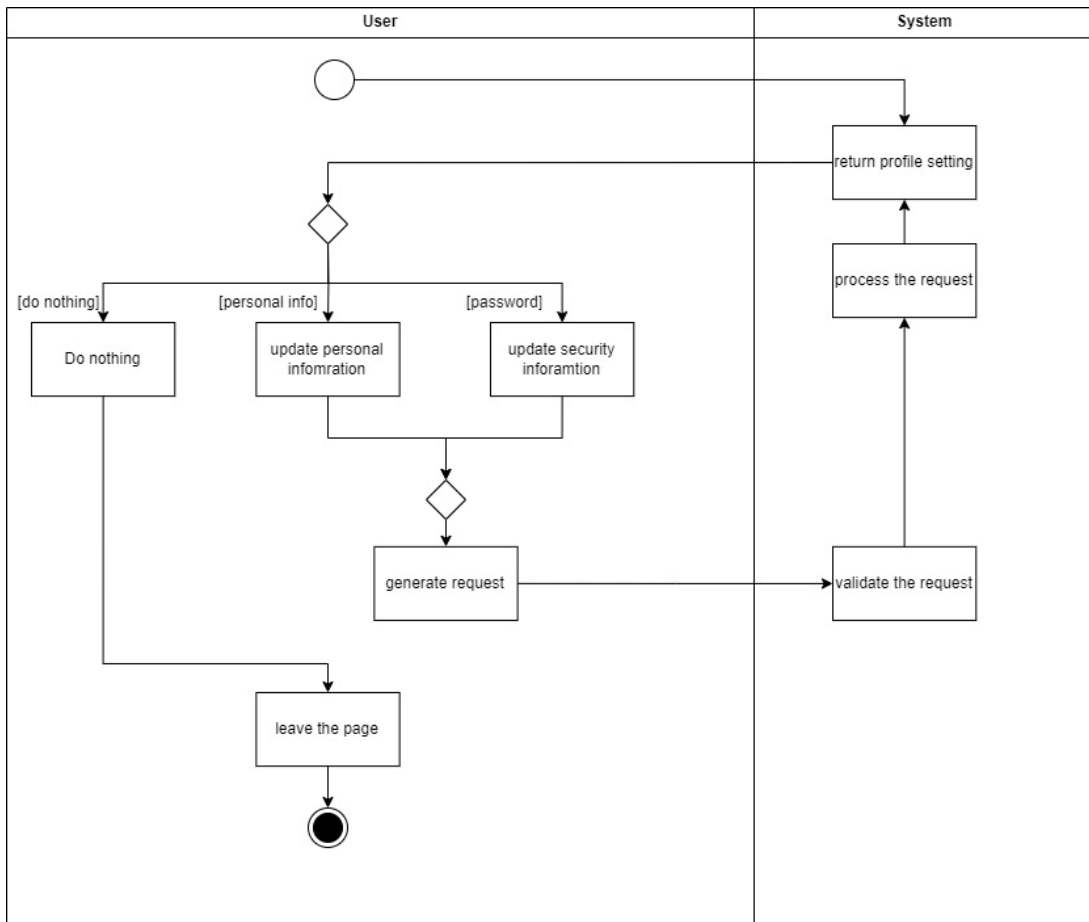 User
System
return profile setting
process the request
[do nothing]
[personal info]
[password]
Do nothing
update personal
infomration
update security
inforamtion
generate request
validate the request
leave the page